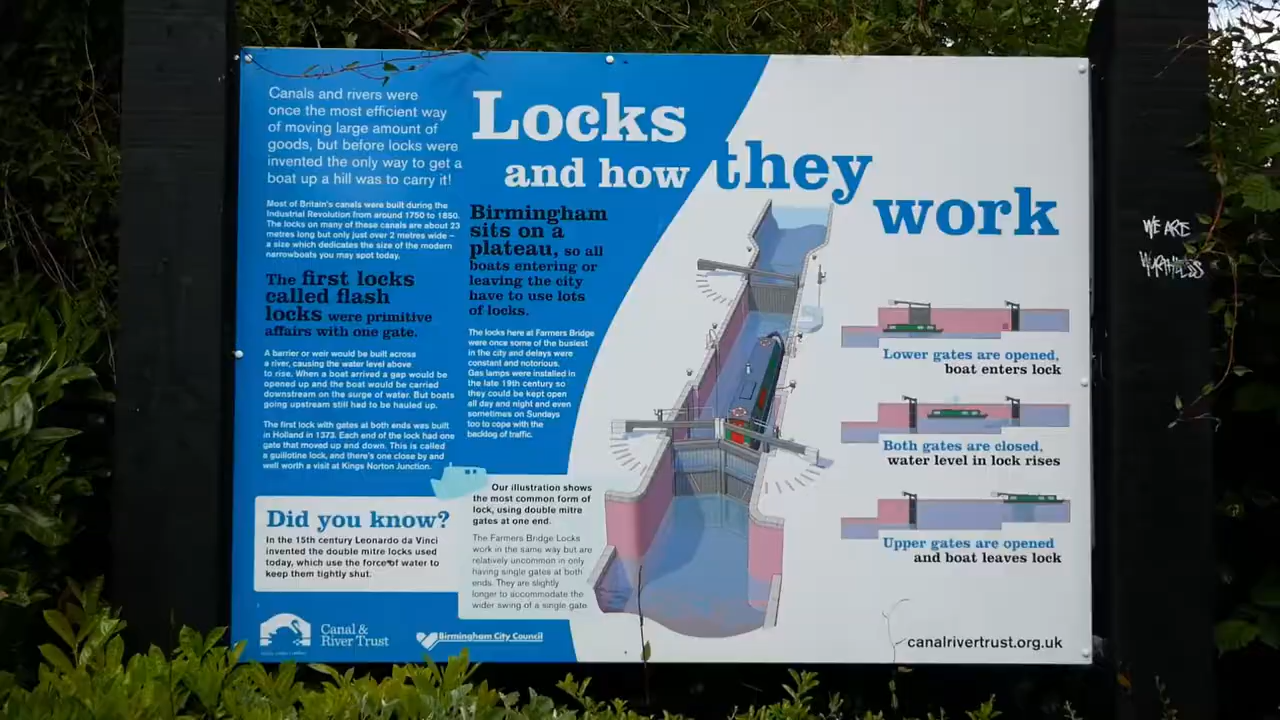 Locks
and how they
work
Canals and rivers were
once the most efficient way
of moving large amount of
goods, but before locks were
invented the only way to get a
boat up a hill was to carry it!
Most of Britain's canals were built during the
Industrial Revolution from around 1750 to 1850.
The locks on many of these canals are about 23
metres long but only just over 2 metres wide –
a size which dedicates the size of the modern
narrowboats you may spot today.
The first locks
called flash
locks were primitive
affairs with one gate.
A barrier or weir would be built across
a river, causing the water level above
to rise. When a boat arrived a gap would be
opened up and the boat would be carried
downstream on the surge of water. But boats
going upstream still had to be hauled up.
The first lock with gates at both ends was built
in Holland in 1373. Each end of the lock had one
gate that moved up and down. This is called
a guillotine lock, and there's one close by and
well worth a visit at Kings Norton Junction.
Did you know?
In the 15th century Leonardo da Vinci
invented the double mitre locks used
today, which use the force of water to
keep them tightly shut.
Birmingham
sits on a
plateau, so all
boats entering or
leaving the city
have to use lots
of locks.
The locks here at Farmers Bridge
were once some of the busiest
in the city and delays were
constant and notorious.
Gas lamps were installed in
the late 19th century so
they could be kept open
all day and night and even
sometimes on Sundays
too to cope with the
backlog of traffic.
Our illustration shows
the most common form of
lock, using double mitre
gates at one end.
The Farmers Bridge Locks
work in the same way but are
relatively uncommon in only
having single gates at both
ends. They are slightly
longer to accommodate the
wider swing of a single gate
Lower gates are opened,
boat enters lock
Both gates are closed,
water level in lock rises
Upper gates are opened
and boat leaves lock
Canal &
River Trust
Birmingham City Council
canalrivertrust.org.uk
WE ARE
WORTHLESS